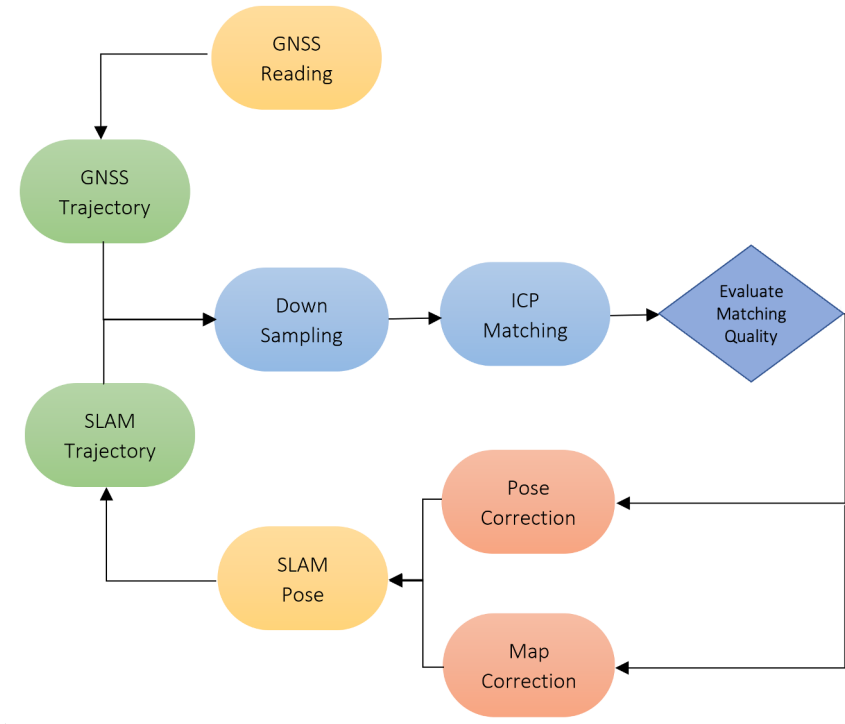 GNSS
Reading
GNSS
Trajectory
Down
Sampling
ICP
Matching
Evaluate
Matching
Quality
SLAM
Trajectory
Pose
Correction
SLAM
Pose
Map
Correction